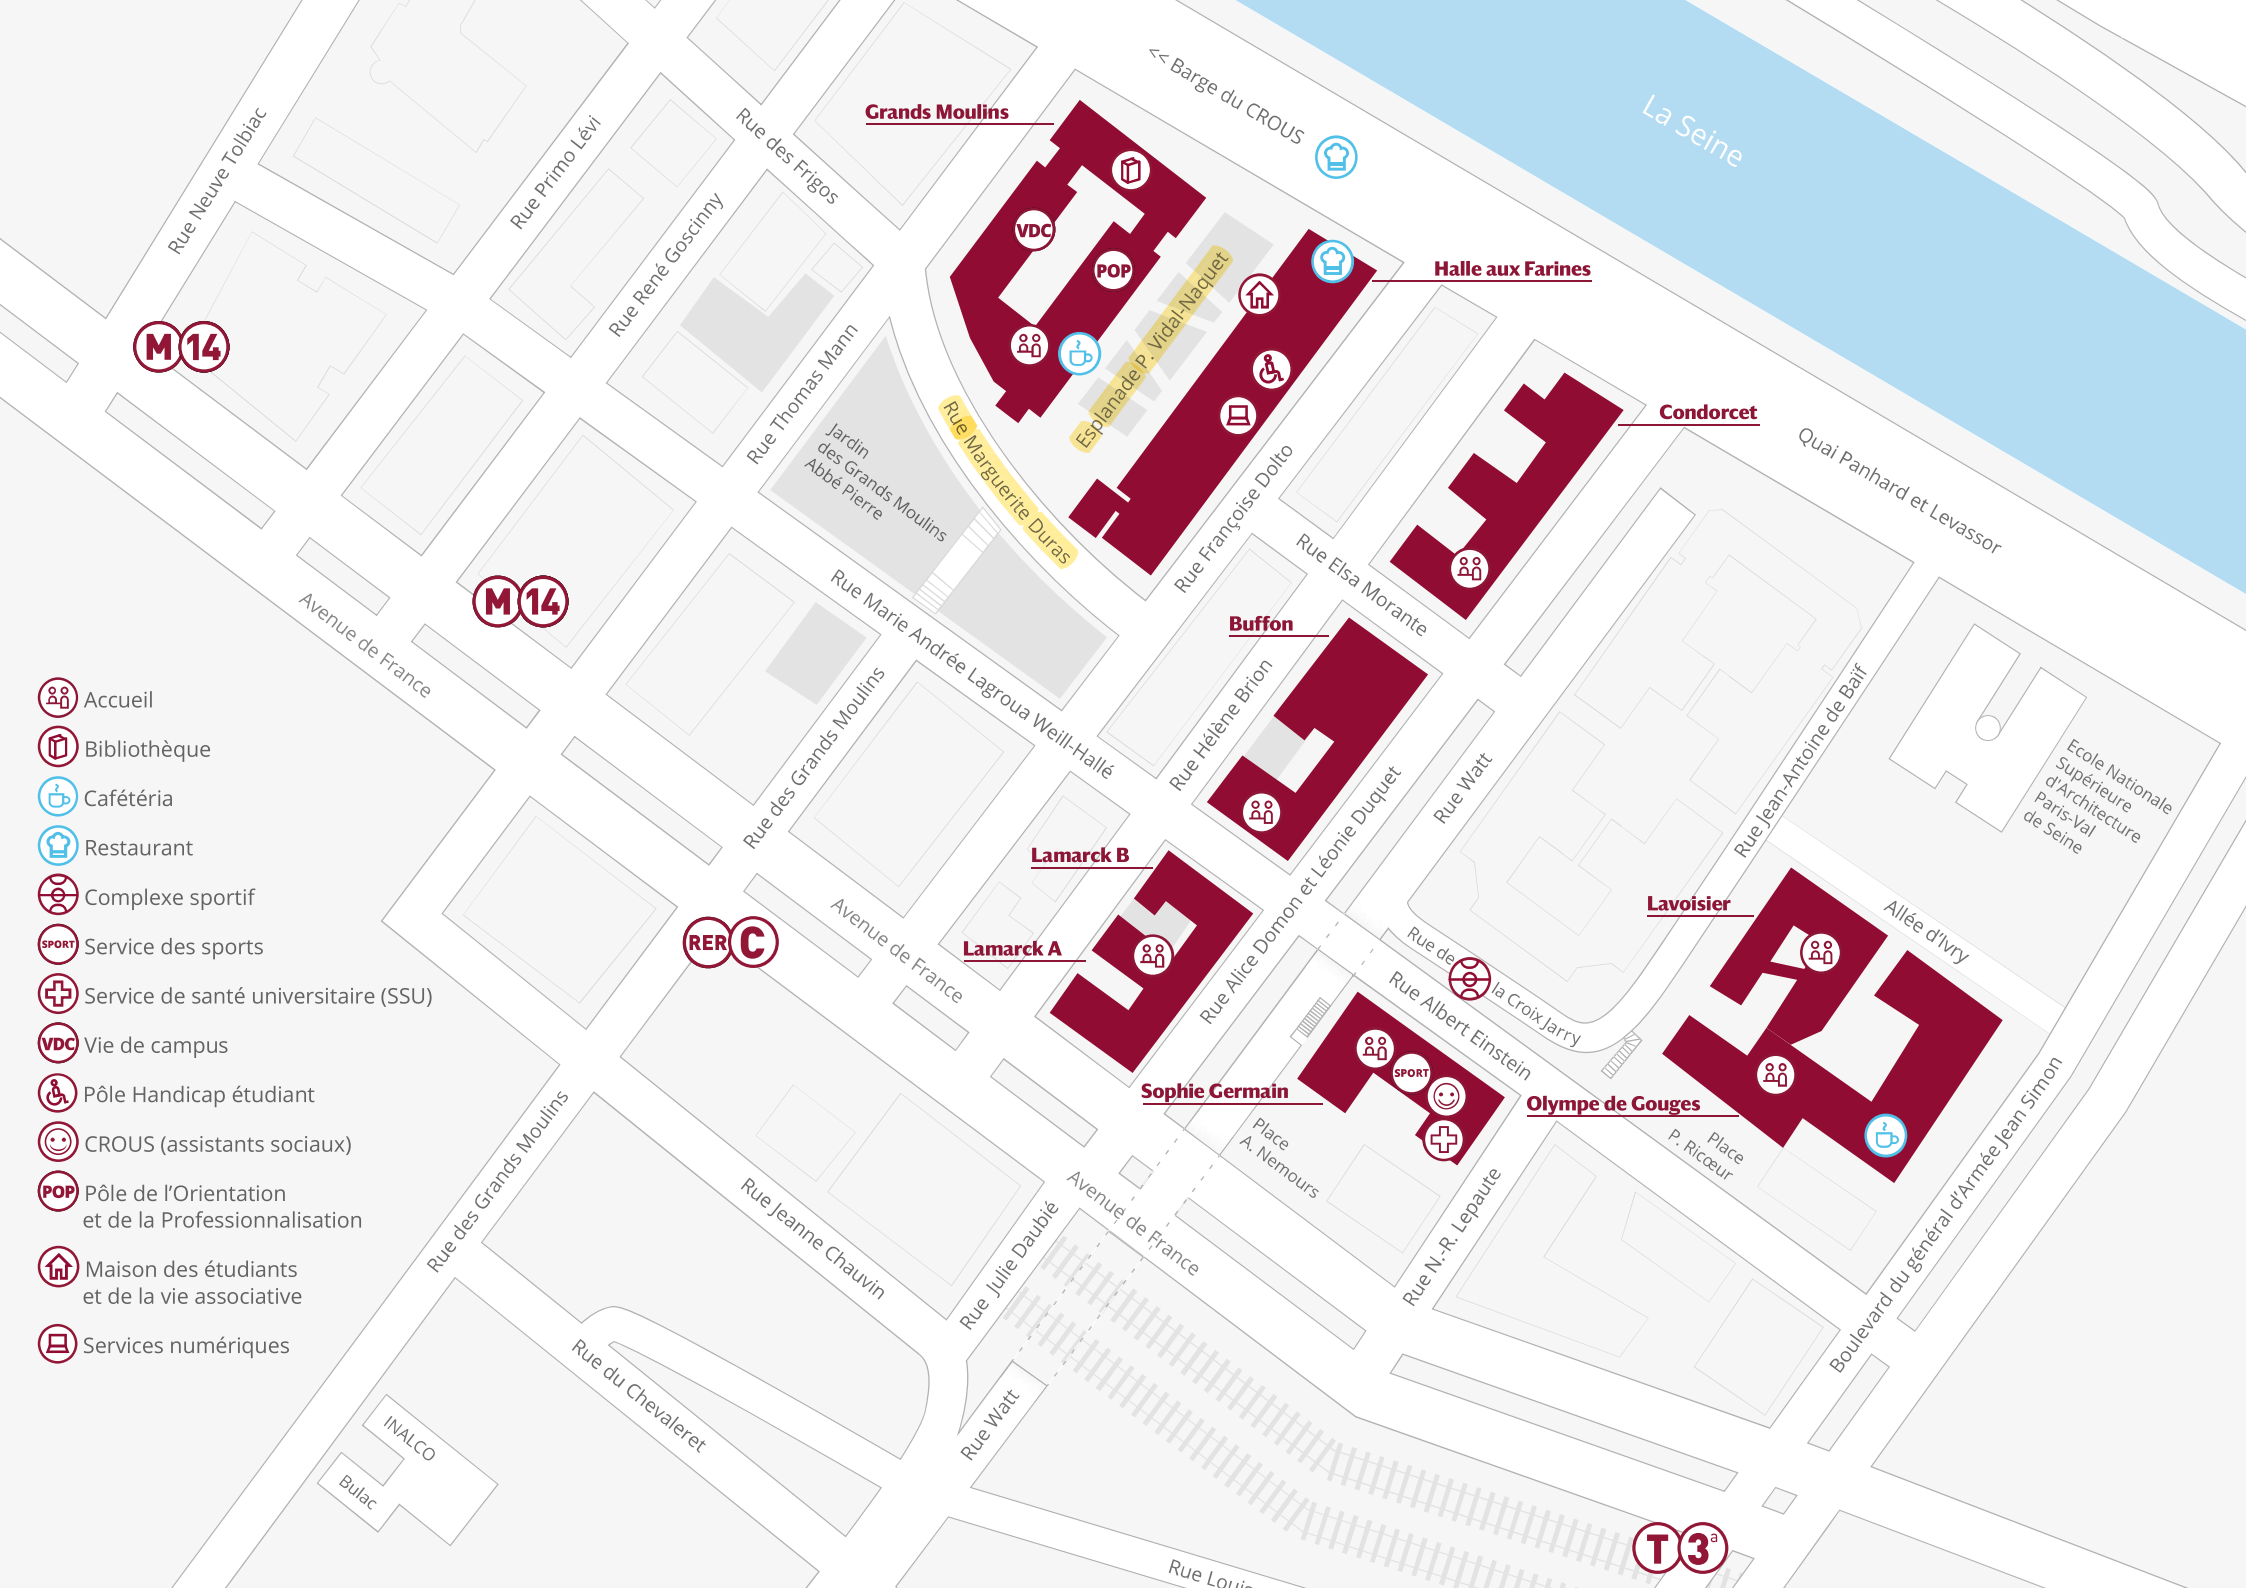 << Barge du CROUS
La Seine
Grands Moulins
Rue Neuve Tolbiac
Rue Primo Lévi
Rue des Frigos
Rue René Goscinny
VDC
POP
Halle aux Farines
Esplanade P. Vidal-Naquet
M 14
Rue Thomas Mann
Jardin
des Grands Moulins
Abbé Pierre
Rue Marguerite Duras
Condorcet
Quai Panhard et Levassor
Rue Françoise Dolto
Rue Elsa Morante
M 14
Avenue de France
Rue Marie Andrée Lagroua Weill-Hallé
Buffon
Rue Hélène Brion
Rue des Grands Moulins
Rue Watt
Rue Jean-Antoine de Baïf
Ecole Nationale
Supérieure
d'Architecture
Paris-Val
de Seine
Rue Alice Domon et Léonie Duquet
Lamarck B
Lamarck A
Avenue de France
RER C
Lavoisier
Allée d'Ivry
Rue de la Croix Jarry
Rue Albert Einstein
Sophie Germain
SPORT
Olympe de Gouges
Place
A. Nemours
Place
P. Ricœur
Rue N.-R. Lepaute
Boulevard du général d'Armée Jean Simon
Avenue de France
Rue des Grands Moulins
Rue Jeanne Chauvin
Rue Julie Daubié
Rue du Chevaleret
Rue Watt
INALCO
Bulac
T 3a
Accueil
Bibliothèque
Cafétéria
Restaurant
Complexe sportif
SPORT Service des sports
Service de santé universitaire (SSU)
VDC Vie de campus
Pôle Handicap étudiant
CROUS (assistants sociaux)
POP Pôle de l'Orientation
et de la Professionnalisation
Maison des étudiants
et de la vie associative
Services numériques